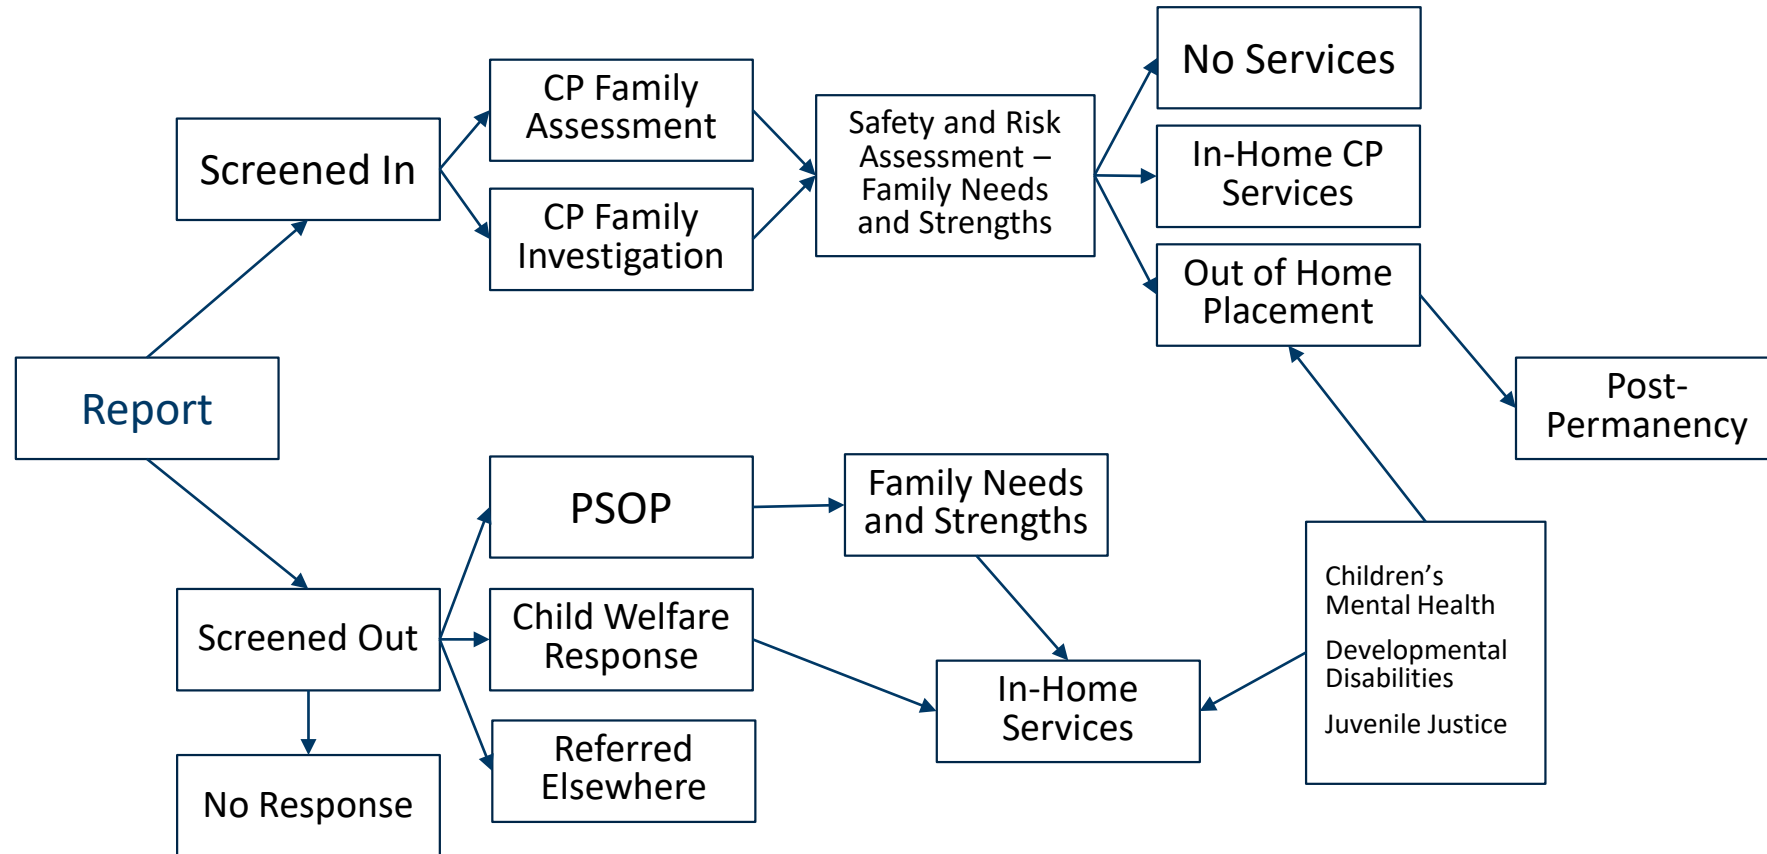 No Services
CP Family
Assessment
Screened In
Safety and Risk
Assessment –
Family Needs
and Strengths
In-Home CP
Services
CP Family
Investigation
Out of Home
Placement
Report
Post-
Permanency
PSOP
Family Needs
and Strengths
Children’s
Mental Health
Developmental
Disabilities
Juvenile Justice
Screened Out
Child Welfare
Response
In-Home
Services
Referred
Elsewhere
No Response